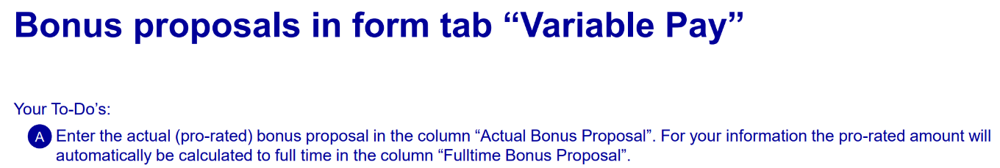 Bonus proposals in form tab “Variable Pay”
Your To-Do’s:
A Enter the actual (pro-rated) bonus proposal in the column “Actual Bonus Proposal”. For your information the pro-rated amount will
automatically be calculated to full time in the column “Fulltime Bonus Proposal”.